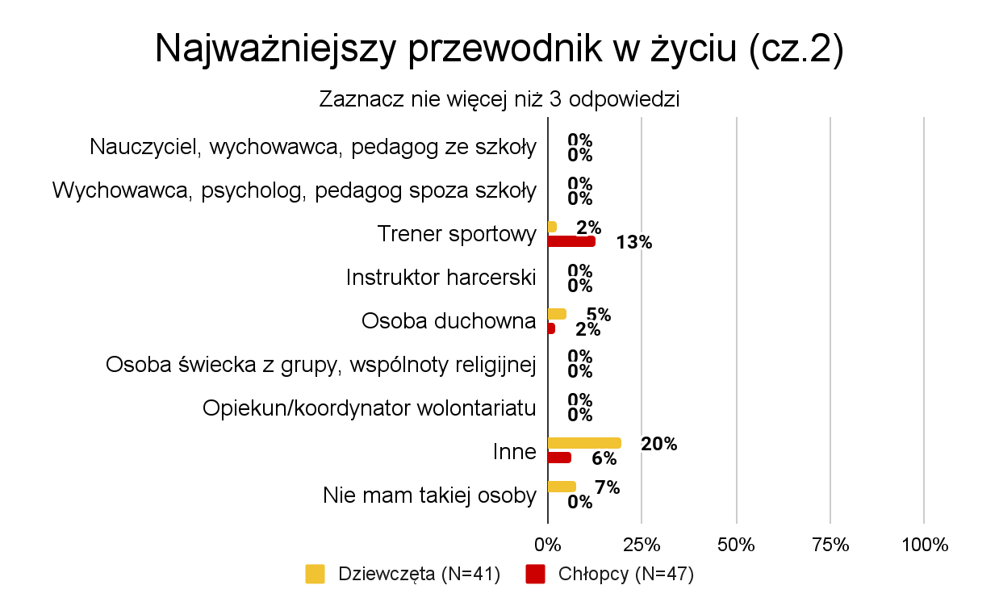 Najważniejszy przewodnik w życiu (cz.2)
Zaznacz nie więcej niż 3 odpowiedzi
Nauczyciel, wychowawca, pedagog ze szkoły
0%
0%
Wychowawca, psycholog, pedagog spoza szkoły
0%
0%
Trener sportowy
2%
13%
Instruktor harcerski
0%
0%
Osoba duchowna
5%
2%
Osoba świecka z grupy, wspólnoty religijnej
0%
0%
Opiekun/koordynator wolontariatu
0%
0%
Inne
20%
6%
Nie mam takiej osoby
7%
0%
0% 25% 50% 75% 100%
Dziewczęta (N=41) Chłopcy (N=47)